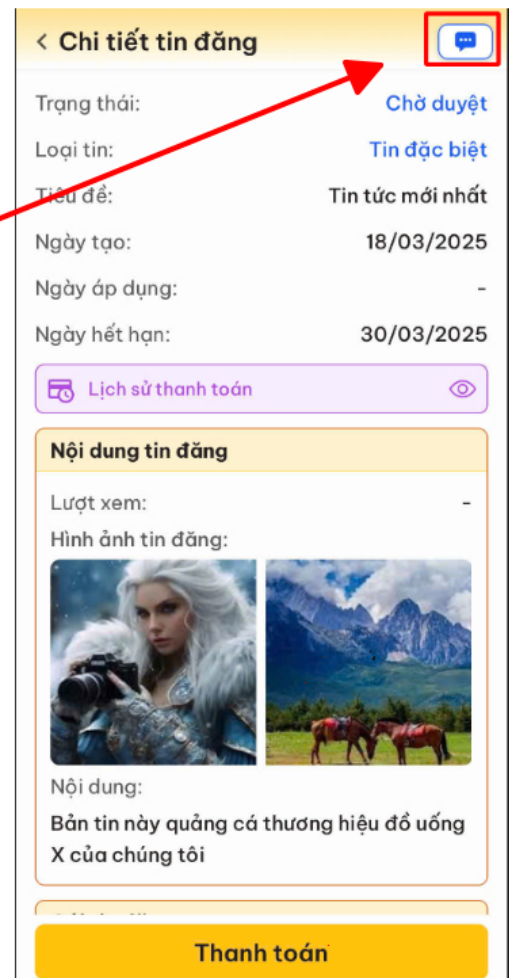 Chi tiết tin đăng
Trạng thái: Chờ duyệt
Loại tin: Tin đặc biệt
Tiêu đề: Tin tức mới nhất
Ngày tạo: 18/03/2025
Ngày áp dụng: -
Ngày hết hạn: 30/03/2025
Lịch sử thanh toán
Nội dung tin đăng
Lượt xem: -
Hình ảnh tin đăng:
Nội dung:
Bản tin này quảng cá thương hiệu đồ uống
X của chúng tôi
Thanh toán